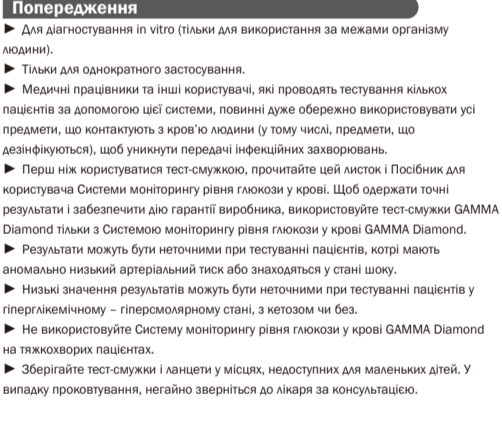 Попередження
► Для діагностування in vitro (тільки для використання за межами організму
людини).
► Тільки для однократного застосування.
► Медичні працівники та інші користувачі, які проводять тестування кількох
пацієнтів за допомогою цієї системи, повинні дуже обережно використовувати усі
предмети, що контактують з кров’ю людини (у тому числі, предмети, що
дезінфікуються), щоб уникнути передачі інфекційних захворювань.
► Перш ніж користуватися тест-смужкою, прочитайте цей листок і Посібник для
користувача Системи моніторингу рівня глюкози у крові. Щоб одержати точні
результати і забезпечити дію гарантії виробника, використовуйте тест-смужки GAMMA
Diamond тільки з Системою моніторингу рівня глюкози у крові GAMMA Diamond.
► Результати можуть бути неточними при тестуванні пацієнтів, котрі мають
аномально низький артеріальний тиск або знаходяться у стані шоку.
► Низькі значення результатів можуть бути неточними при тестуванні пацієнтів у
гіперглікемічному – гіперсмолярному стані, з кетозом чи без.
► Не використовуйте Систему моніторингу рівня глюкози у крові GAMMA Diamond
на тяжкохворих пацієнтах.
► Зберігайте тест-смужки і ланцети у місцях, недоступних для маленьких дітей. У
випадку проковтування, негайно зверніться до лікаря за консультацією.